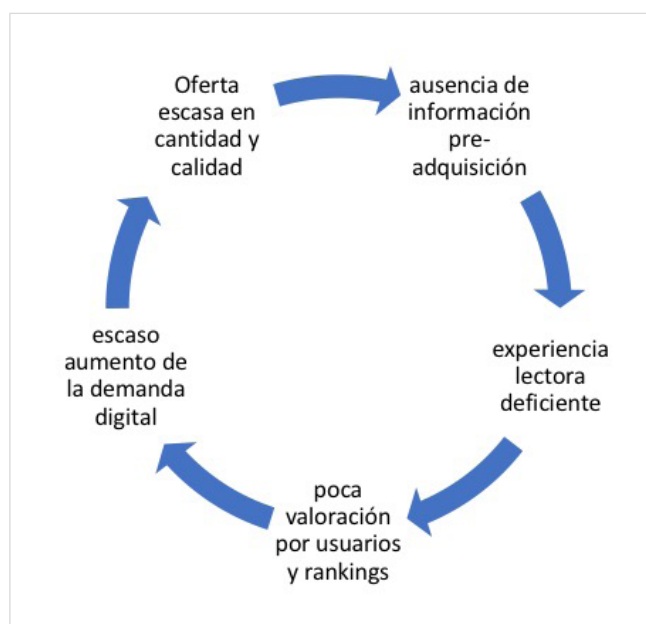 Oferta
escasa en
cantidad y
calidad
ausencia de
información
pre-
adquisición
experiencia
lectora
deficiente
poca
valoración
por usuarios
y rankings
escaso
aumento de
la demanda
digital